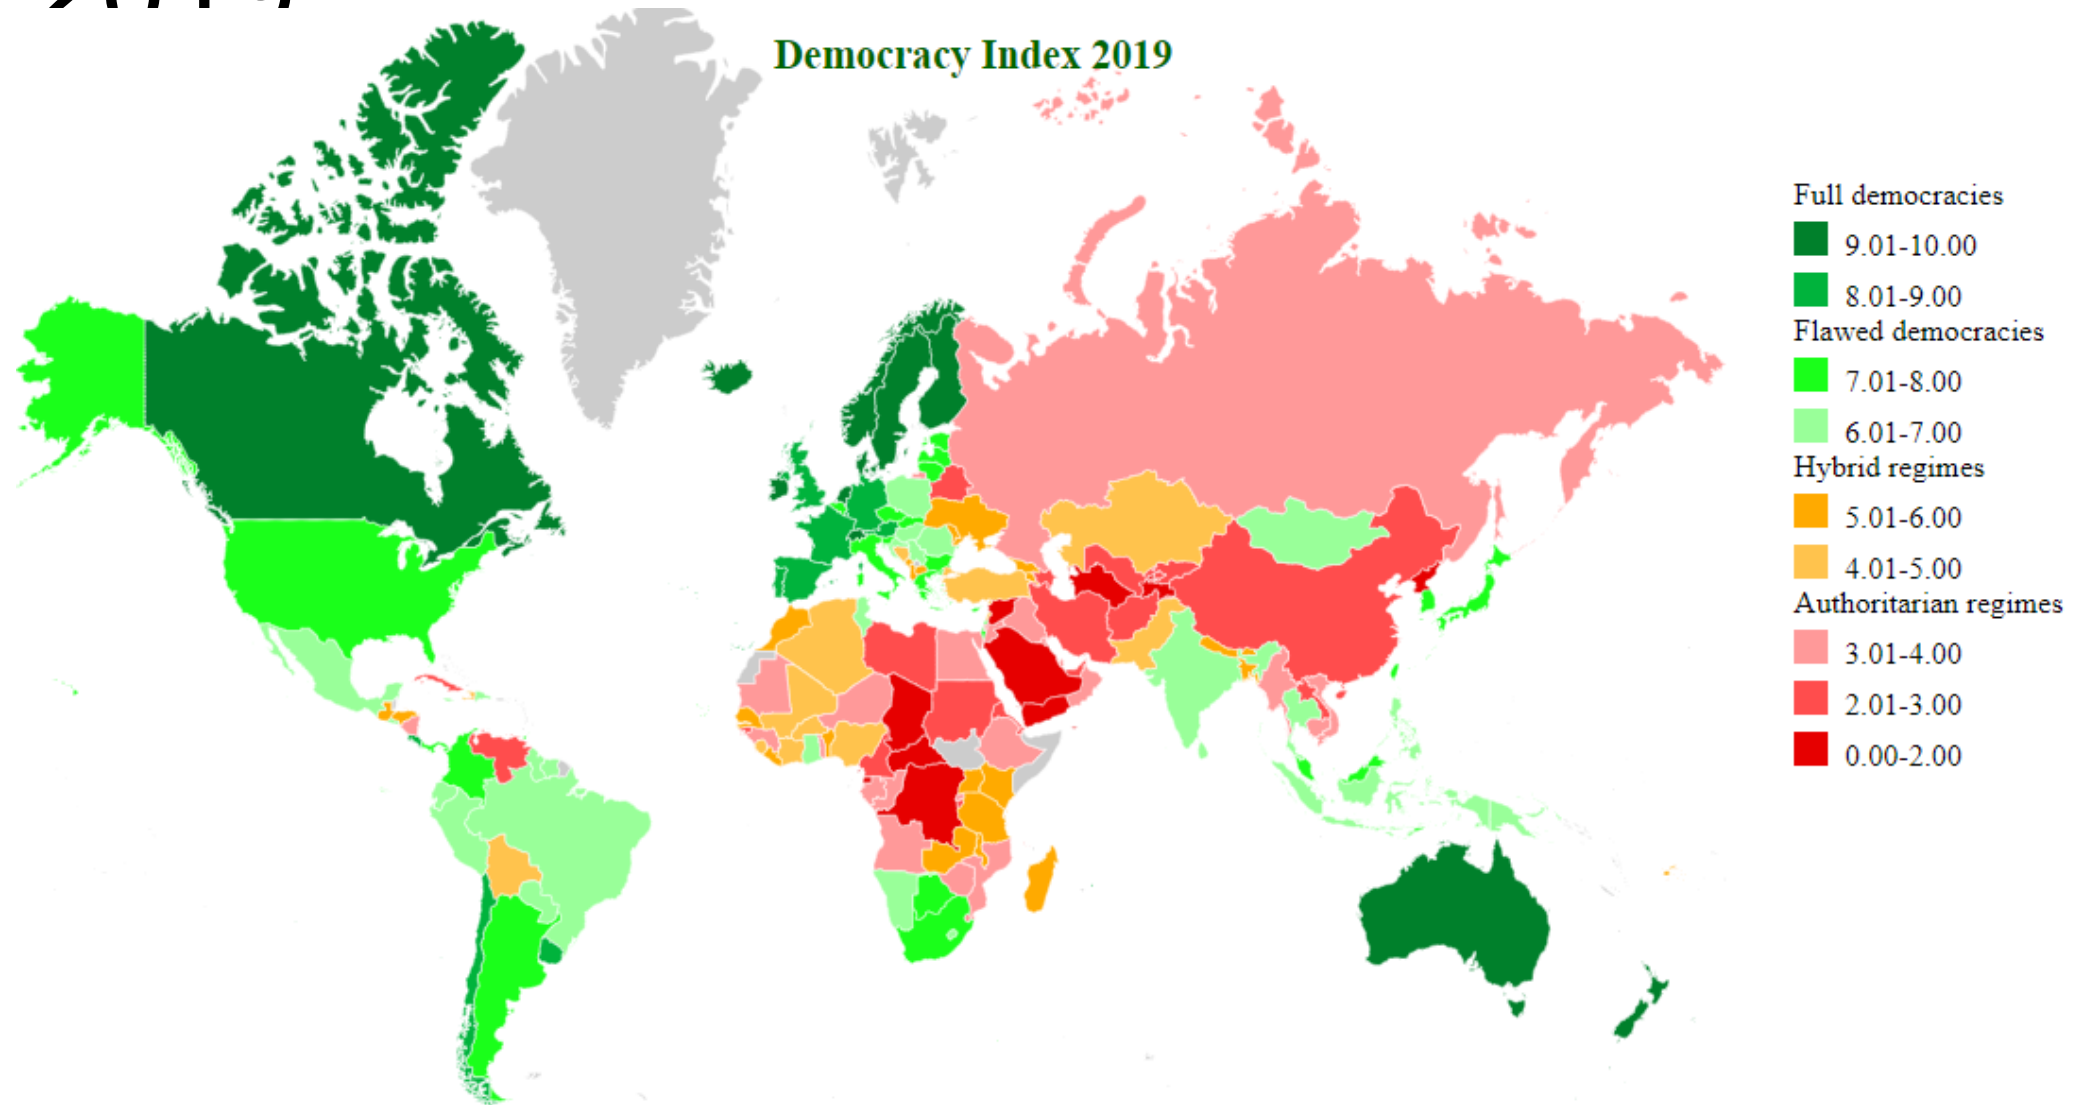 Democracy Index 2019
Full democracies
9.01-10.00
8.01-9.00
Flawed democracies
7.01-8.00
6.01-7.00
Hybrid regimes
5.01-6.00
4.01-5.00
Authoritarian regimes
3.01-4.00
2.01-3.00
0.00-2.00